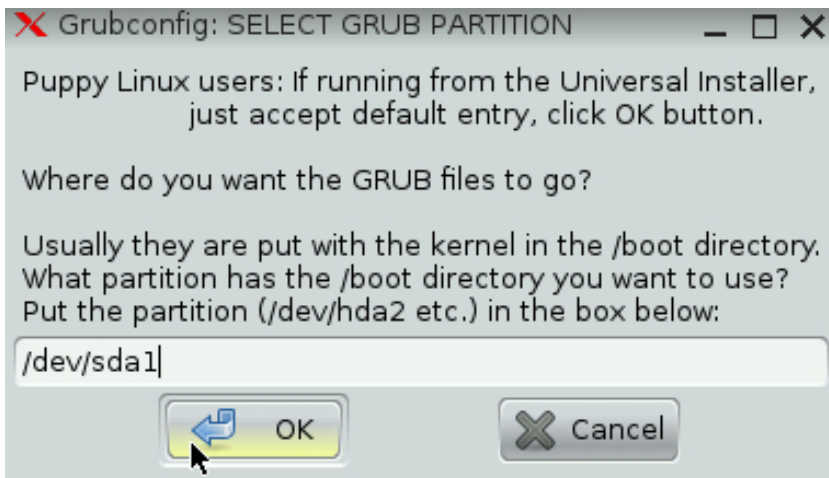 Grubconfig: SELECT GRUB PARTITION
Puppy Linux users: If running from the Universal Installer,
just accept default entry, click OK button.
Where do you want the GRUB files to go?
Usually they are put with the kernel in the /boot directory.
What partition has the /boot directory you want to use?
Put the partition (/dev/hda2 etc.) in the box below:
/dev/sda1
OK
Cancel